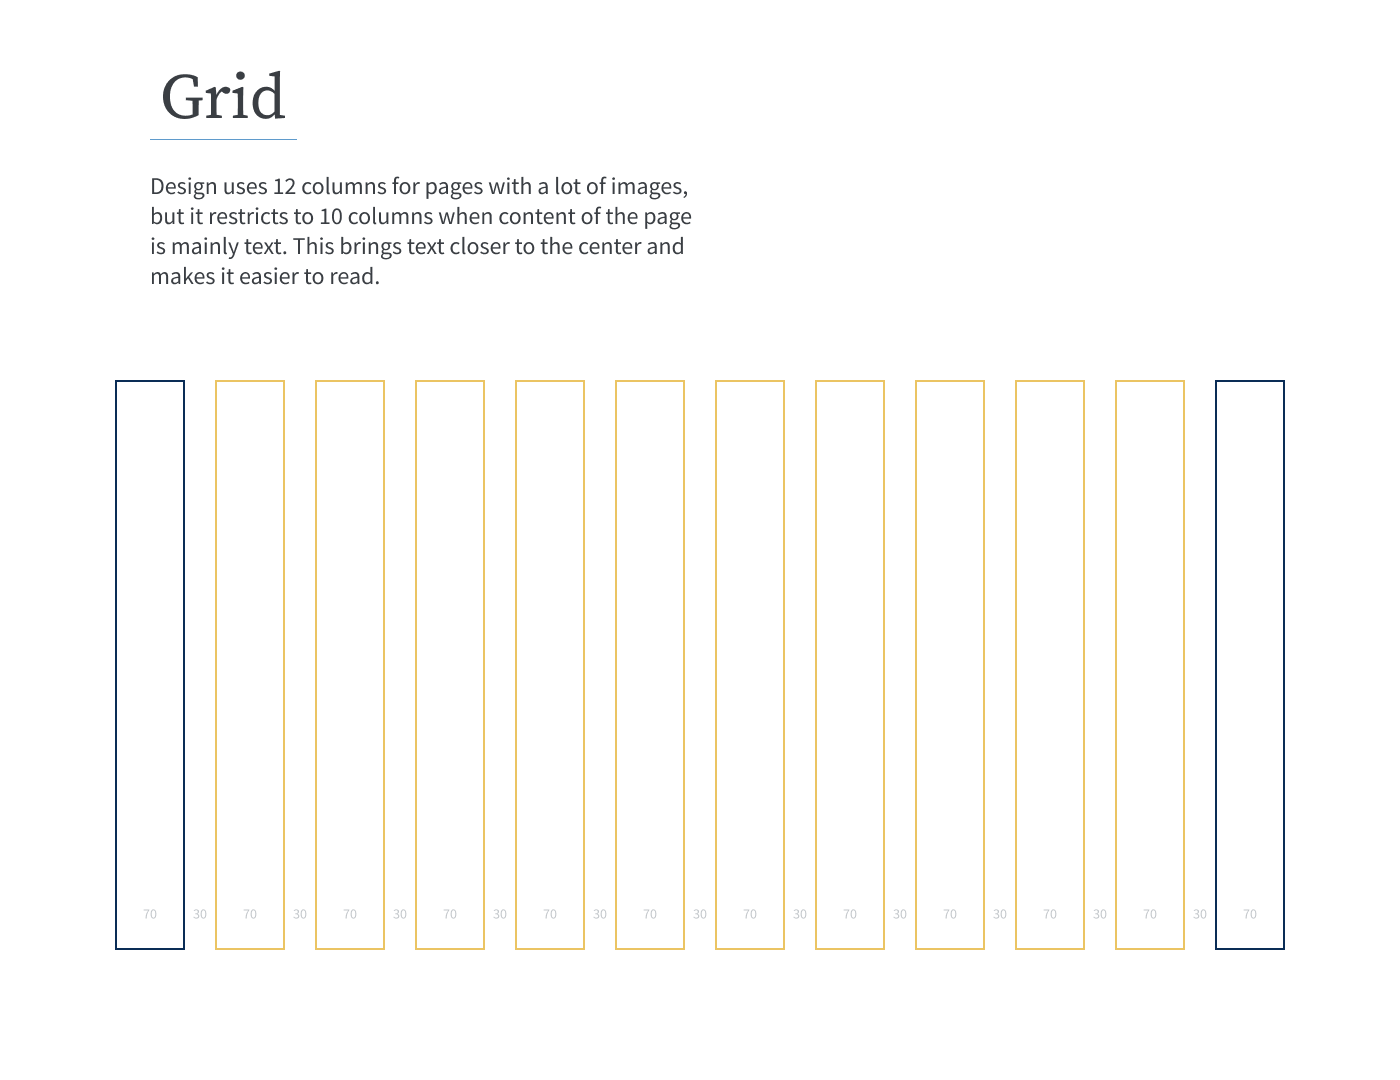 Grid
Design uses 12 columns for pages with a lot of images,
but it restricts to 10 columns when content of the page
is mainly text. This brings text closer to the center and
makes it easier to read.
70 30 70 30 70 30 70 30 70 30 70 30 70 30 70 30 70 30 70 30 70 30 70